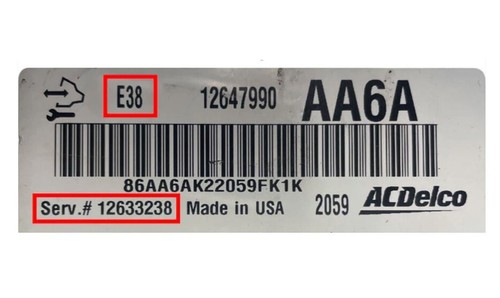 E38 12647990 AA6A
86AA6AK22059FK1K
Serv.# 12633238 Made in USA 2059 ACDelco